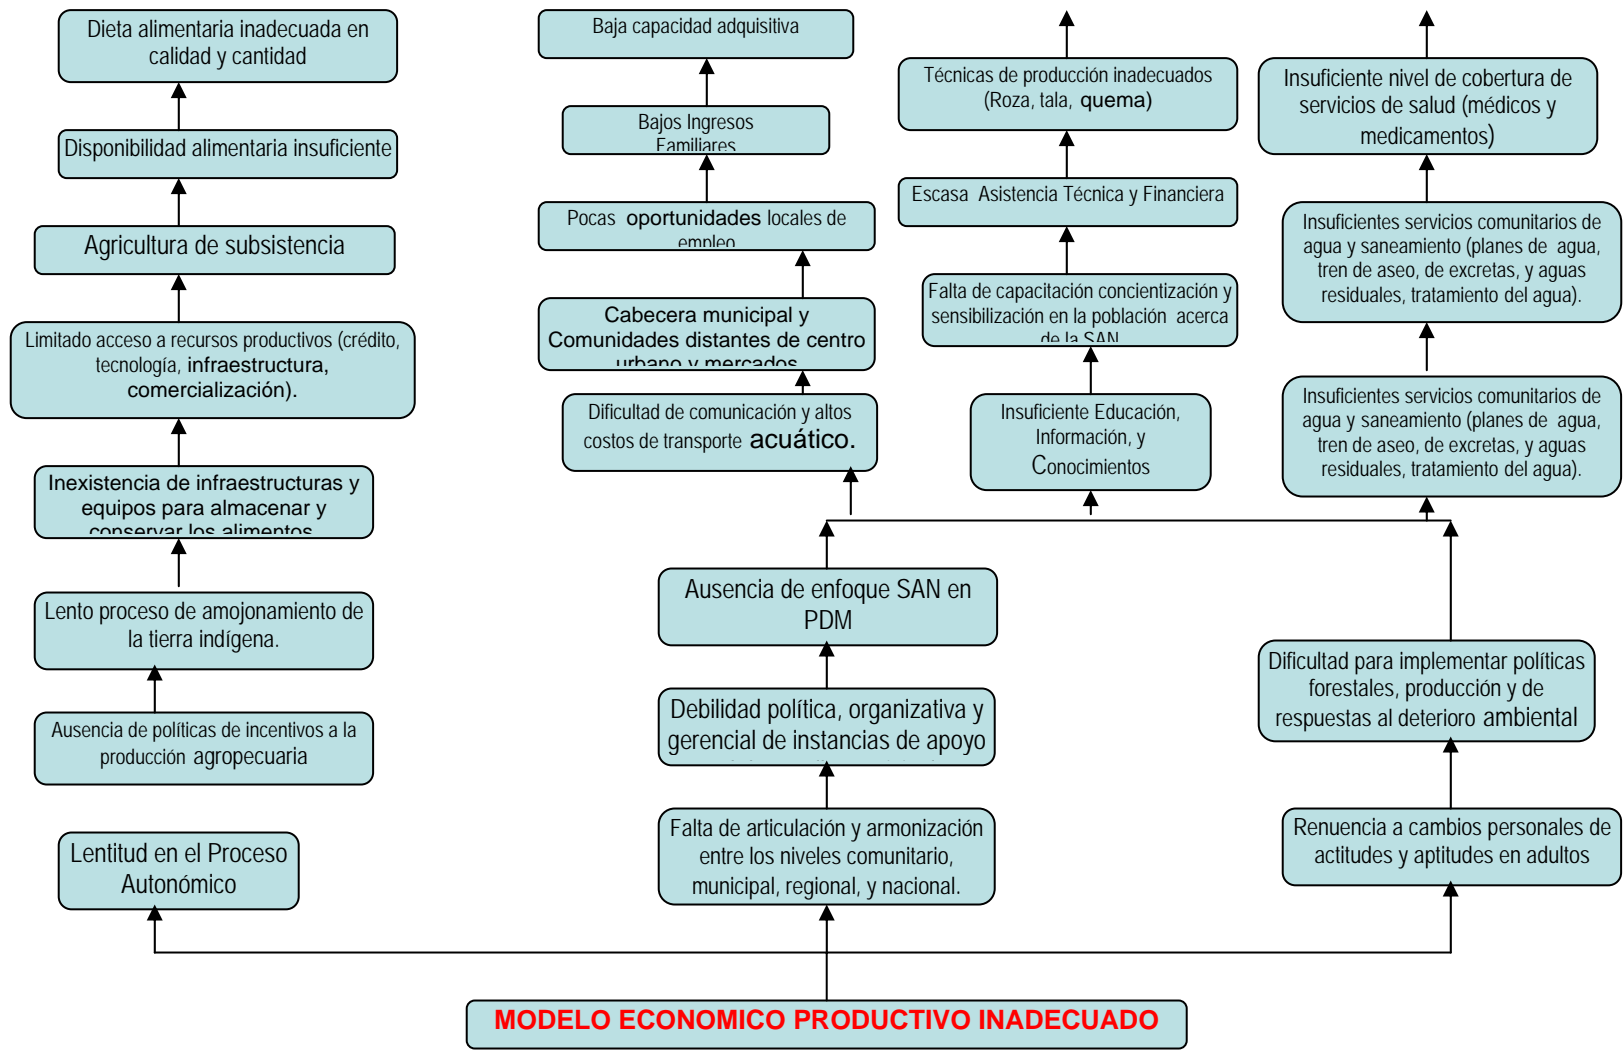 Dieta alimentaria inadecuada en
calidad y cantidad
Disponibilidad alimentaria insuficiente
Agricultura de subsistencia
Limitado acceso a recursos productivos (crédito,
tecnología, infraestructura,
comercialización).
Inexistencia de infraestructuras y
equipos para almacenar y
conservar los alimentos
Lento proceso de amojonamiento de
la tierra indígena.
Ausencia de políticas de incentivos a la
producción agropecuaria
Lentitud en el Proceso
Autonómico
Baja capacidad adquisitiva
Bajos Ingresos
Familiares
Pocas oportunidades locales de
empleo
Cabecera municipal y
Comunidades distantes de centro
urbano y mercados
Dificultad de comunicación y altos
costos de transporte acuático.
Técnicas de producción inadecuados
(Roza, tala, quema)
Escasa Asistencia Técnica y Financiera
Falta de capacitación concientización y
sensibilización en la población acerca
de la SAN
Insuficiente Educación,
Información, y
Conocimientos
Insuficiente nivel de cobertura de
servicios de salud (médicos y
medicamentos)
Insuficientes servicios comunitarios de
agua y saneamiento (planes de agua,
tren de aseo, de excretas, y aguas
residuales, tratamiento del agua).
Insuficientes servicios comunitarios de
agua y saneamiento (planes de agua,
tren de aseo, de excretas, y aguas
residuales, tratamiento del agua).
Ausencia de enfoque SAN en
PDM
Debilidad política, organizativa y
gerencial de instancias de apoyo
Falta de articulación y armonización
entre los niveles comunitario,
municipal, regional, y nacional.
Dificultad para implementar políticas
forestales, producción y de
respuestas al deterioro ambiental
Renuencia a cambios personales de
actitudes y aptitudes en adultos
MODELO ECONOMICO PRODUCTIVO INADECUADO